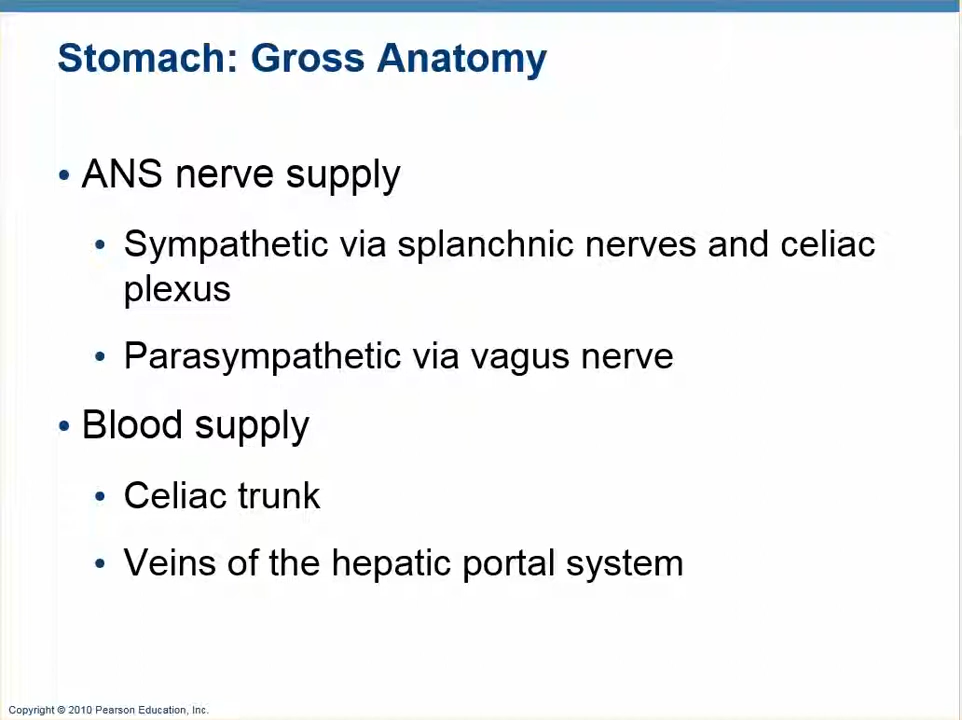 Stomach: Gross Anatomy
• ANS nerve supply
• Sympathetic via splanchnic nerves and celiac
plexus
• Parasympathetic via vagus nerve
• Blood supply
• Celiac trunk
• Veins of the hepatic portal system
Copyright © 2010 Pearson Education, Inc.